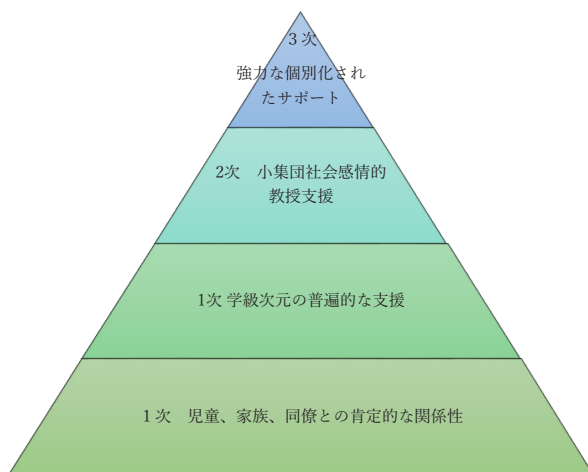 3次
強力な個別化され
たサポート
2次　小集団社会感情的
教授支援
1次 学級次元の普遍的な支援
1次　児童、家族、同僚との肯定的な関係性